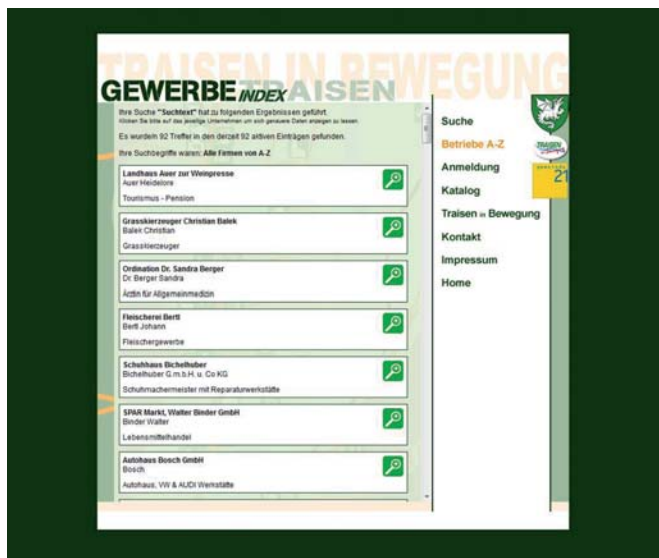 TRAISEN IN BEWEGUNG
GEWERBE INDEX TRAISEN
Ihre Suche "Suchtext" hat zu folgenden Ergebnissen geführt.
Klicken Sie bitte auf das jeweilige Unternehmen um sich genauere Daten anzeigen zu lassen.
Es wurdeIn 92 Treffer in den derzeit 92 aktiven Einträgen gefunden.
Ihre Suchbegriffe waren: Alle Firmen von A-Z
Landhaus Auer zur Weinpresse
Auer Heidelore
Tourismus - Pension
Grasskierzeuger Christian Balek
Balek Christian
Grasskierzeuger
Ordination Dr. Sandra Berger
Dr. Berger Sandra
Ärztin für Allgemeinmedizin
Fleischerei Bertl
Bertl Johann
Fleischergewerbe
Schuhhaus Bichelhuber
Bichelhuber G.m.b.H. u. Co KG
Schuhmachermeister mit Reparaturwerkstätte
SPAR Markt, Walter Binder GmbH
Binder Walter
Lebensmittelhandel
Autohaus Bosch GmbH
Bosch
Autohaus, VW & AUDI Werkstätte
Suche
Betriebe A-Z
Anmeldung
Katalog
Traisen in Bewegung
Kontakt
Impressum
Home
TRAISEN
21